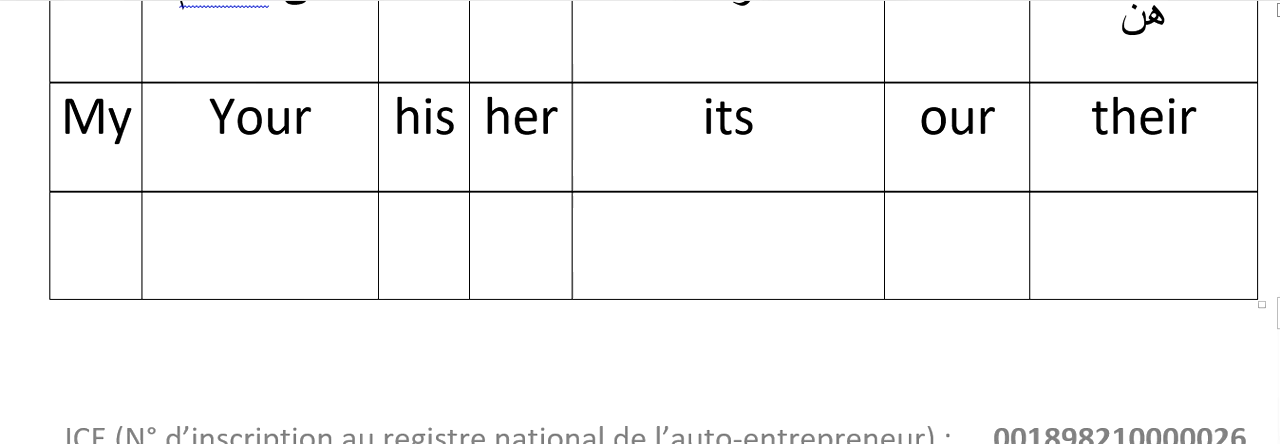 هن
My Your his her its our their
ICE (N° d’inscription au registre national de l’auto-entrepreneur) : 001898210000026